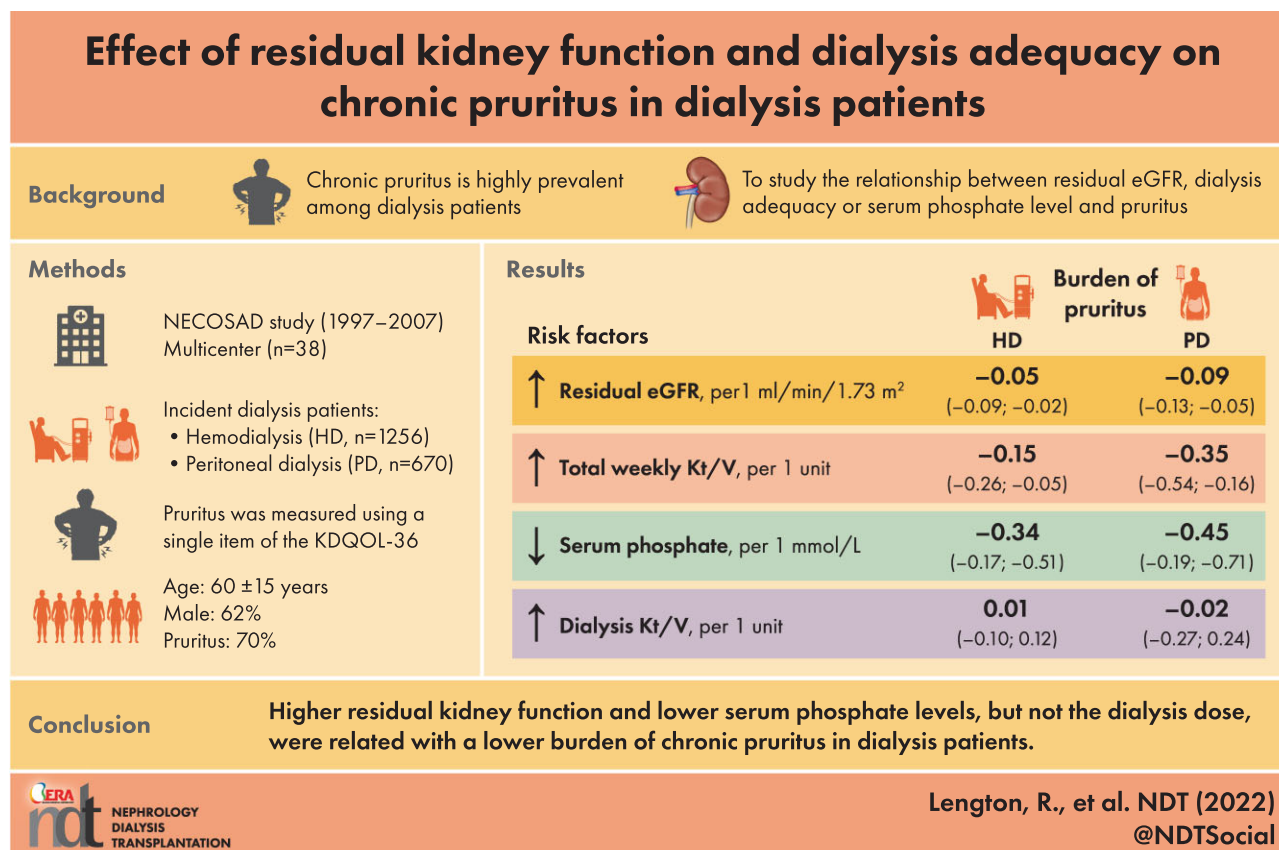 Effect of residual kidney function and dialysis adequacy on
chronic pruritus in dialysis patients
Background
Chronic pruritus is highly prevalent
among dialysis patients
To study the relationship between residual eGFR, dialysis
adequacy or serum phosphate level and pruritus
Methods
NECOSAD study (1997–2007)
Multicenter (n=38)
Incident dialysis patients:
• Hemodialysis (HD, n=1256)
• Peritoneal dialysis (PD, n=670)
Pruritus was measured using a
single item of the KDQOL-36
Age: 60 ±15 years
Male: 62%
Pruritus: 70%
Results
Burden of
pruritus
Risk factors
HD
PD
↑ Residual eGFR, per1 ml/min/1.73 m²
−0.05
(−0.09; −0.02)
−0.09
(−0.13; −0.05)
↑ Total weekly Kt/V, per 1 unit
−0.15
(−0.26; −0.05)
−0.35
(−0.54; −0.16)
↓ Serum phosphate, per 1 mmol/L
−0.34
(−0.17; −0.51)
−0.45
(−0.19; −0.71)
↑ Dialysis Kt/V, per 1 unit
0.01
(−0.10; 0.12)
−0.02
(−0.27; 0.24)
Conclusion
Higher residual kidney function and lower serum phosphate levels, but not the dialysis dose,
were related with a lower burden of chronic pruritus in dialysis patients.
ERA
ndt
NEPHROLOGY
DIALYSIS
TRANSPLANTATION
Lengton, R., et al. NDT (2022)
@NDTSocial